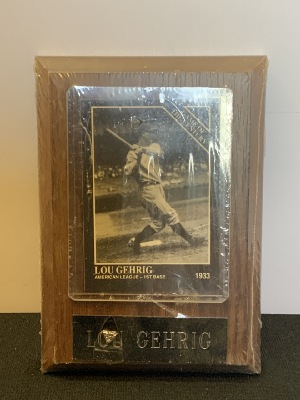 LOU GEHRIG
AMERICAN LEAGUE - 1ST BASE
1933
LOU GEHRIG